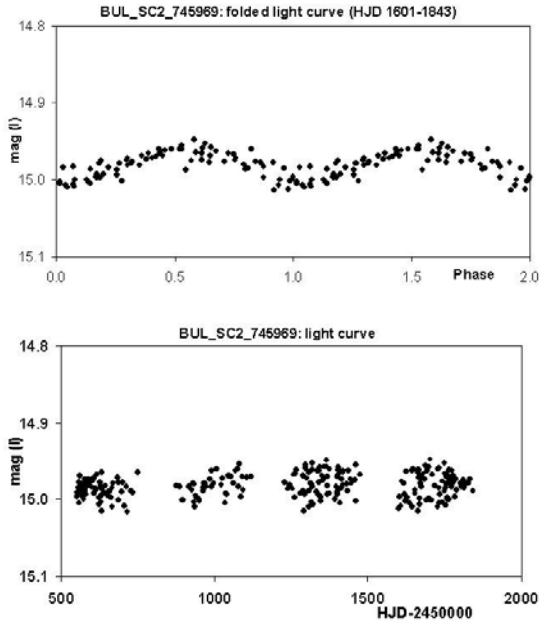 BUL_SC2_745969: folded light curve (HJD 1601-1843)
14.8
14.9
mag (I)
15.0
15.1
0.0 0.5 1.0 1.5 Phase 2.0
BUL_SC2_745969: light curve
14.8
14.9
mag (I)
15.0
15.1
500 1000 1500 2000
HJD-2450000